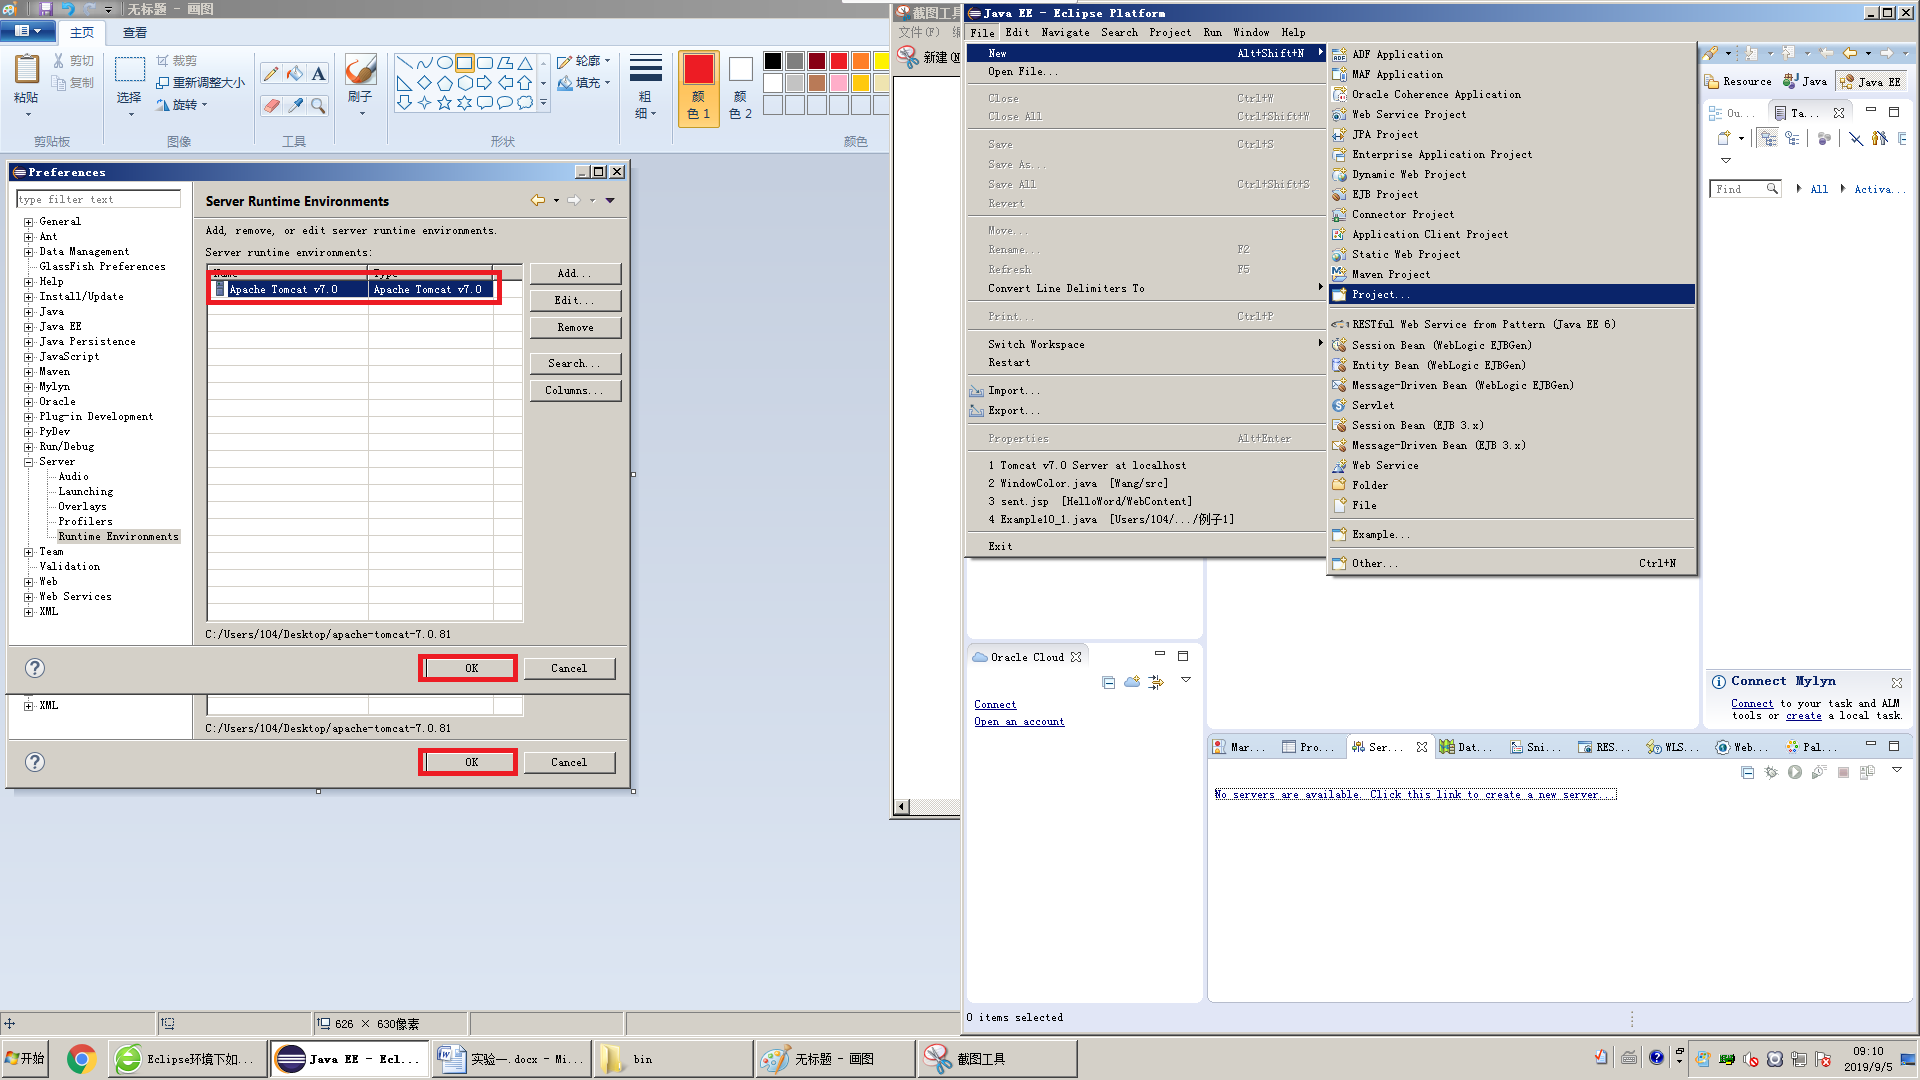 无标题 - 画图
主页
查看
粘贴
剪切
复制
剪贴板
选择
裁剪
重新调整大小
旋转
图像
工具
刷子
形状
轮廓
填充
粗
细
颜
色 1
颜
色 2
颜色
截图工具
文件(F)
新建(N)
Preferences
type filter text
General
Ant
Data Management
GlassFish Preferences
Help
Install/Update
Java
Java EE
Java Persistence
JavaScript
Maven
Mylyn
Oracle
Plug-in Development
PyDev
Run/Debug
Server
Audio
Launching
Overlays
Profilers
Runtime Environments
Team
Validation
Web
Web Services
XML
Server Runtime Environments
Add, remove, or edit server runtime environments.
Server runtime environments:
Name Type
Apache Tomcat v7.0 Apache Tomcat v7.0
Add...
Edit...
Remove
Search...
Columns...
C:/Users/104/Desktop/apache-tomcat-7.0.81
OK Cancel
XML
C:/Users/104/Desktop/apache-tomcat-7.0.81
OK Cancel
626 × 630像素
Java EE - Eclipse Platform
File Edit Navigate Search Project Run Window Help
New Alt+Shift+N
Open File...
Close Ctrl+W
Close All Ctrl+Shift+W
Save Ctrl+S
Save As...
Save All Ctrl+Shift+S
Revert
Move...
Rename... F2
Refresh F5
Convert Line Delimiters To
Print... Ctrl+P
Switch Workspace
Restart
Import...
Export...
Properties Alt+Enter
1 Tomcat v7.0 Server at localhost
2 WindowColor.java [Wang/src]
3 sent.jsp [HelloWord/WebContent]
4 Example10_1.java [Users/104/.../例子1]
Exit
ADF Application
MAF Application
Oracle Coherence Application
Web Service Project
JPA Project
Enterprise Application Project
Dynamic Web Project
EJB Project
Connector Project
Application Client Project
Static Web Project
Maven Project
Project...
RESTful Web Service from Pattern (Java EE 6)
Session Bean (WebLogic EJBGen)
Entity Bean (WebLogic EJBGen)
Message-Driven Bean (WebLogic EJBGen)
Servlet
Session Bean (EJB 3.x)
Message-Driven Bean (EJB 3.x)
Web Service
Folder
File
Example...
Other... Ctrl+N
Resource Java Java EE
Ou... Ta...
Find All Activa...
Oracle Cloud
Connect
Open an account
Connect Mylyn
Connect to your task and ALM
tools or create a local task.
Mar... Pro... Ser... Dat... Sni... RES... WLS... Web... Pal...
No servers are available. Click this link to create a new server...
0 items selected
开始
Eclipse环境下如...
Java EE - Ecl...
实验一.docx - Mi...
bin
无标题 - 画图
截图工具
09:10
2019/9/5